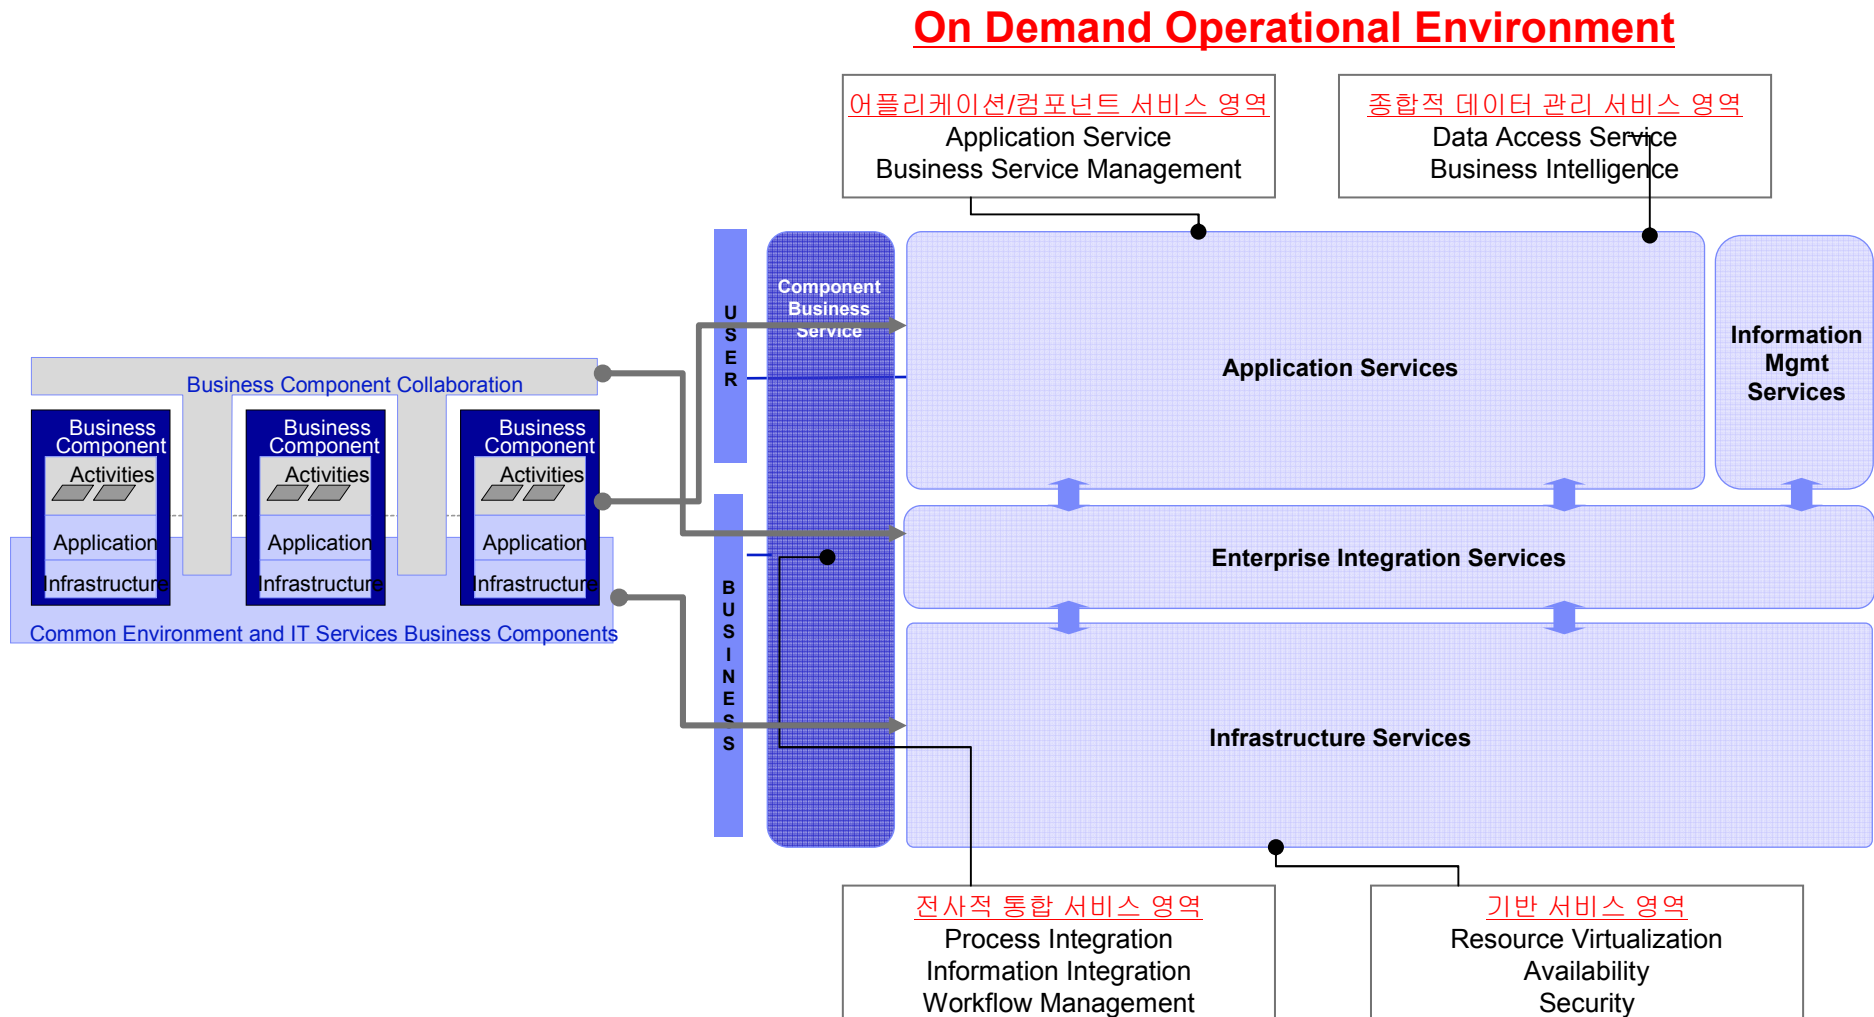 On Demand Operational Environment
어플리케이션/컴포넌트 서비스 영역
Application Service
Business Service Management
종합적 데이터 관리 서비스 영역
Data Access Service
Business Intelligence
USER
BUSINESS
Component
Business
Service
Application Services
Information
Mgmt
Services
Enterprise Integration Services
Infrastructure Services
Business Component Collaboration
Business
Component
Activities
Application
Infrastructure
Business
Component
Activities
Application
Infrastructure
Business
Component
Activities
Application
Infrastructure
Common Environment and IT Services Business Components
전사적 통합 서비스 영역
Process Integration
Information Integration
Workflow Management
기반 서비스 영역
Resource Virtualization
Availability
Security